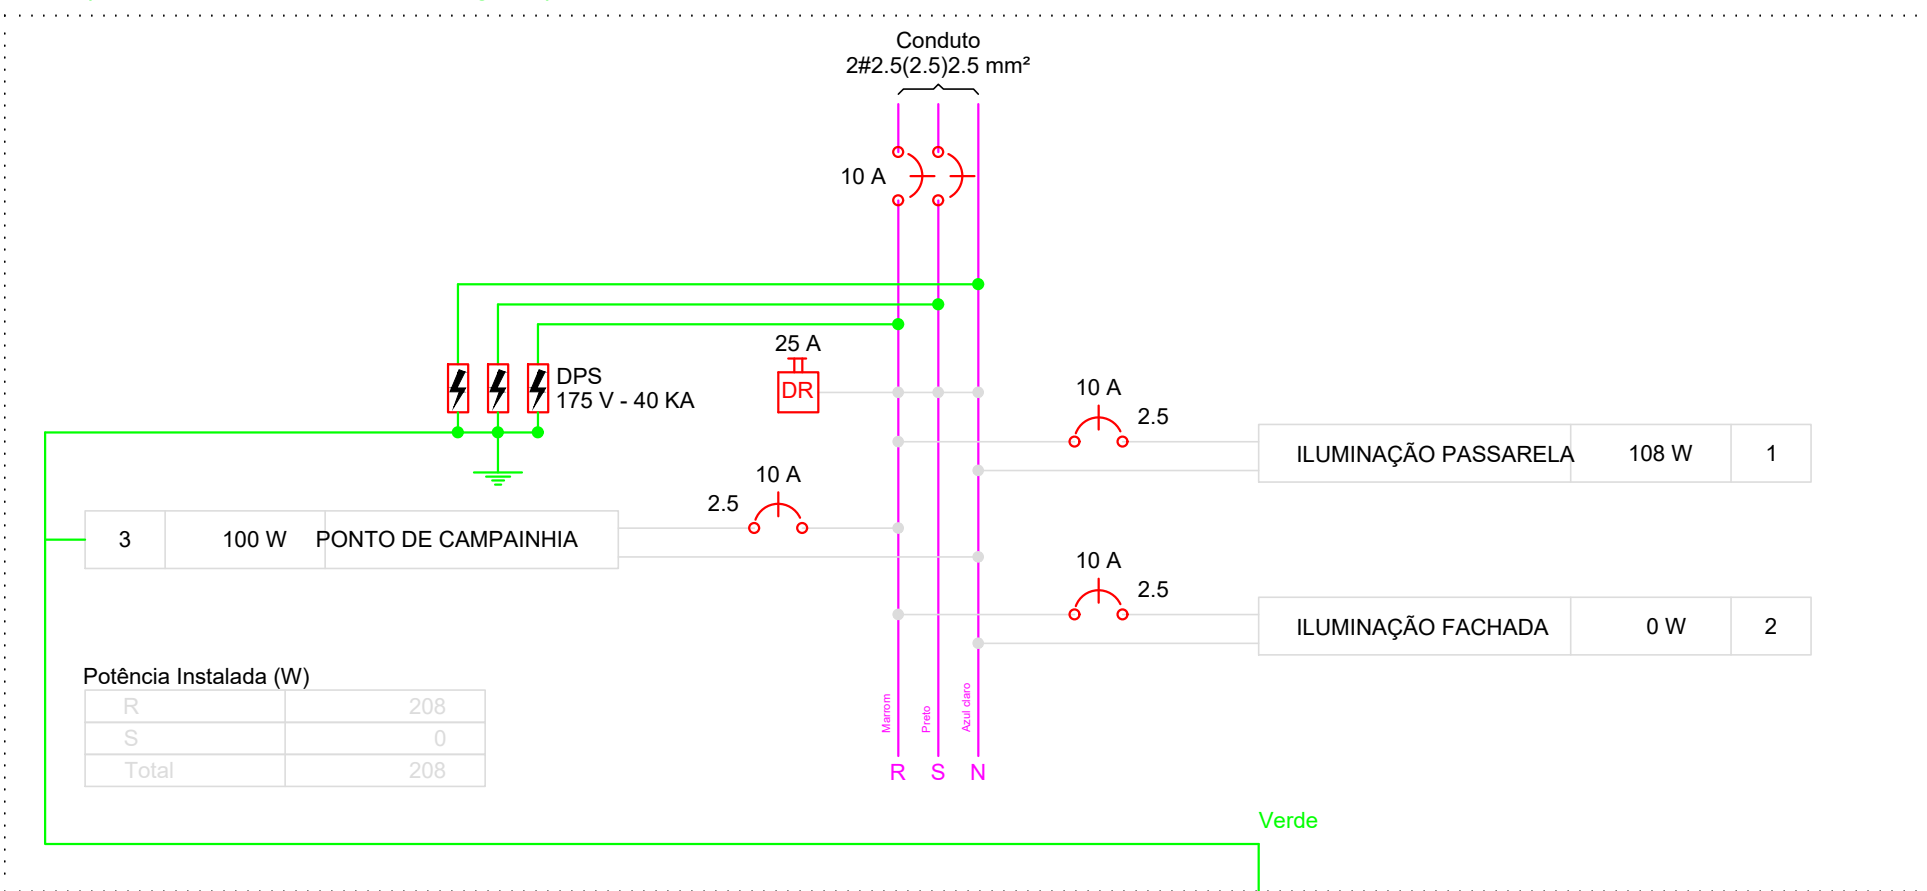 Conduto
2#2.5(2.5)2.5 mm²
10 A
25 A
DR
DPS
175 V - 40 KA
10 A
2.5
ILUMINAÇÃO PASSARELA 108 W 1
10 A
2.5
3 100 W PONTO DE CAMPAINHIA
10 A
2.5
ILUMINAÇÃO FACHADA 0 W 2
Potência Instalada (W)
R 208
S 0
Total 208
Marrom
Preto
Azul claro
R S N
Verde